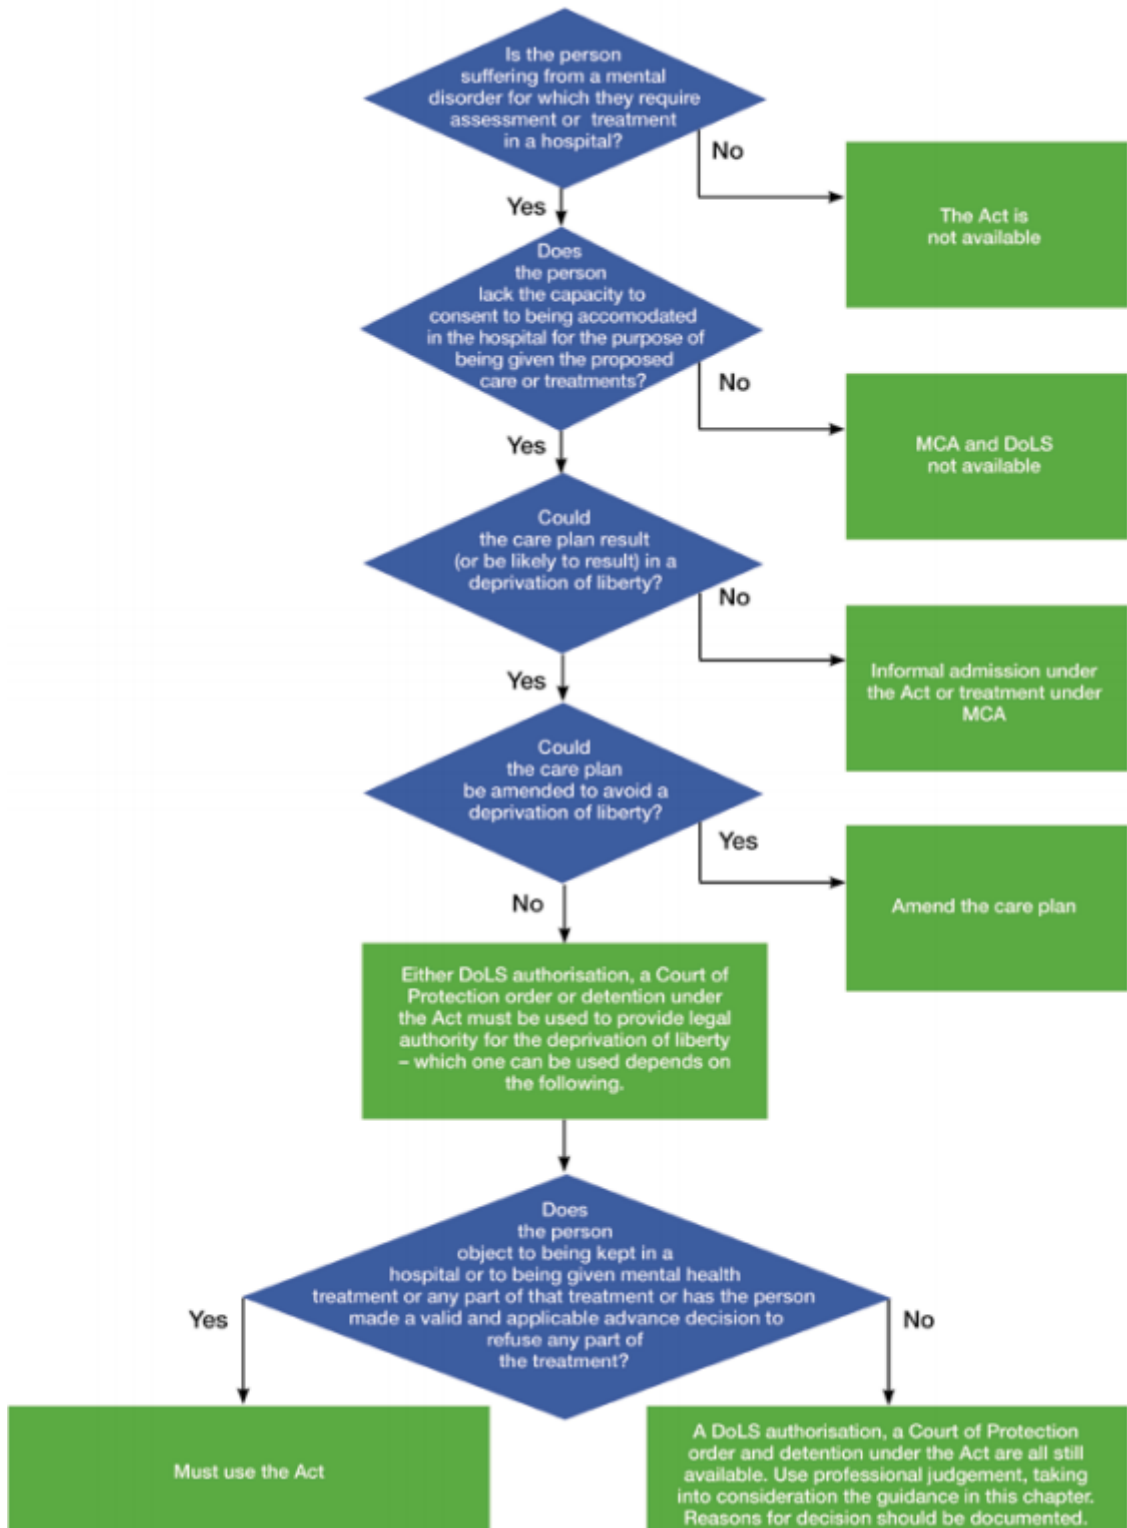 Is the person
suffering from a mental
disorder for which they require
assessment or treatment
in a hospital?
No
The Act is
not available
Yes
Does
the person
lack the capacity to
consent to being accomodated
in the hospital for the purpose of
being given the proposed
care or treatments?
No
MCA and DoLS
not available
Yes
Could
the care plan result
(or be likely to result) in a
deprivation of liberty?
No
Informal admission under
the Act or treatment under
MCA
Yes
Could
the care plan
be amended to avoid a
deprivation of liberty?
Yes
Amend the care plan
No
Either DoLS authorisation, a Court of
Protection order or detention under
the Act must be used to provide legal
authority for the deprivation of liberty
– which one can be used depends on
the following.
Does
the person
object to being kept in a
hospital or to being given mental health
treatment or any part of that treatment or has the person
made a valid and applicable advance decision to
refuse any part of
the treatment?
Yes
No
Must use the Act
A DoLS authorisation, a Court of Protection
order and detention under the Act are all still
available. Use professional judgement, taking
into consideration the guidance in this chapter.
Reasons for decision should be documented.